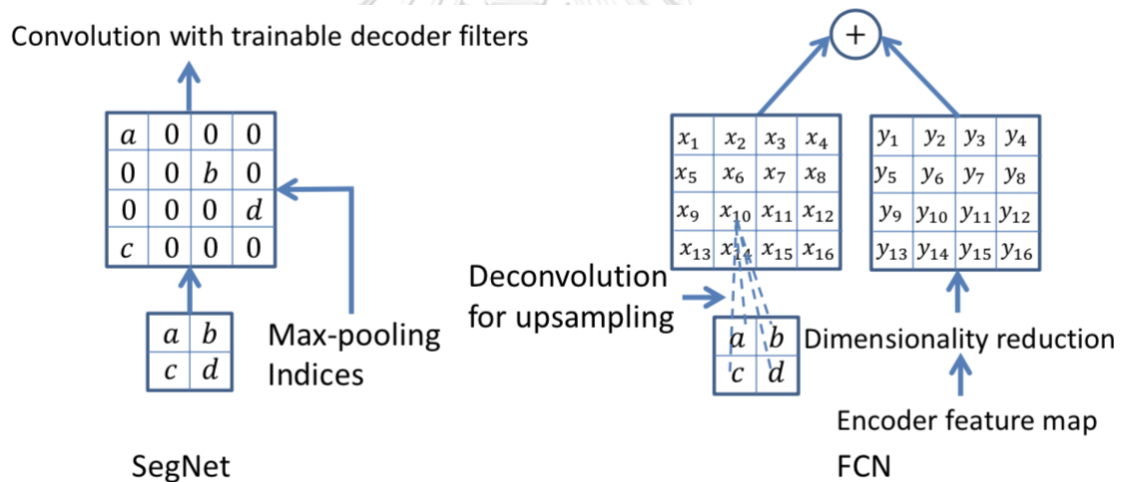 Convolution with trainable decoder filters
a 0 0 0
0 0 b 0
0 0 0 d
c 0 0 0
a b
c d
Max-pooling
Indices
SegNet
+
x₁ x₂ x₃ x₄
x₅ x₆ x₇ x₈
x₉ x₁₀ x₁₁ x₁₂
x₁₃ x₁₄ x₁₅ x₁₆
y₁ y₂ y₃ y₄
y₅ y₆ y₇ y₈
y₉ y₁₀ y₁₁ y₁₂
y₁₃ y₁₄ y₁₅ y₁₆
Deconvolution
for upsampling
a b
c d
Dimensionality reduction
Encoder feature map
FCN